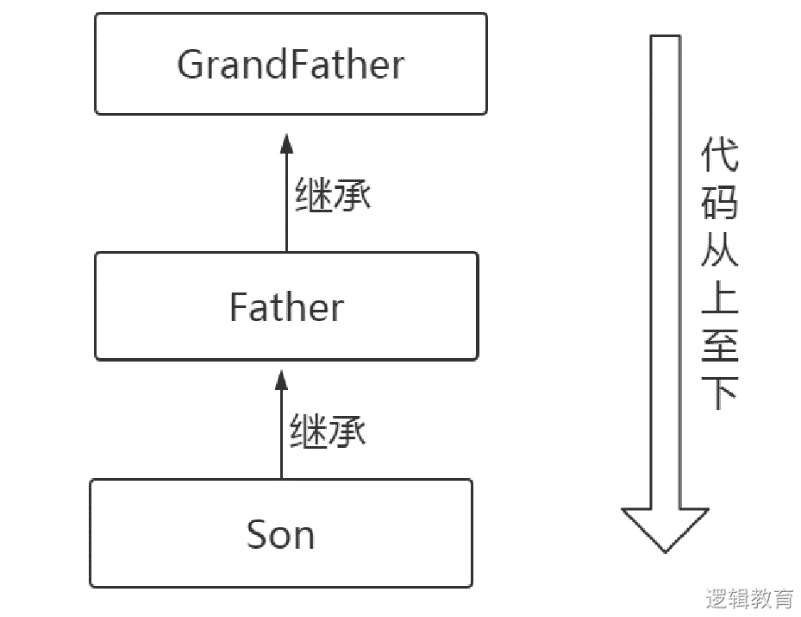 GrandFather
继承
Father
继承
Son
代码从上至下
逻辑教育